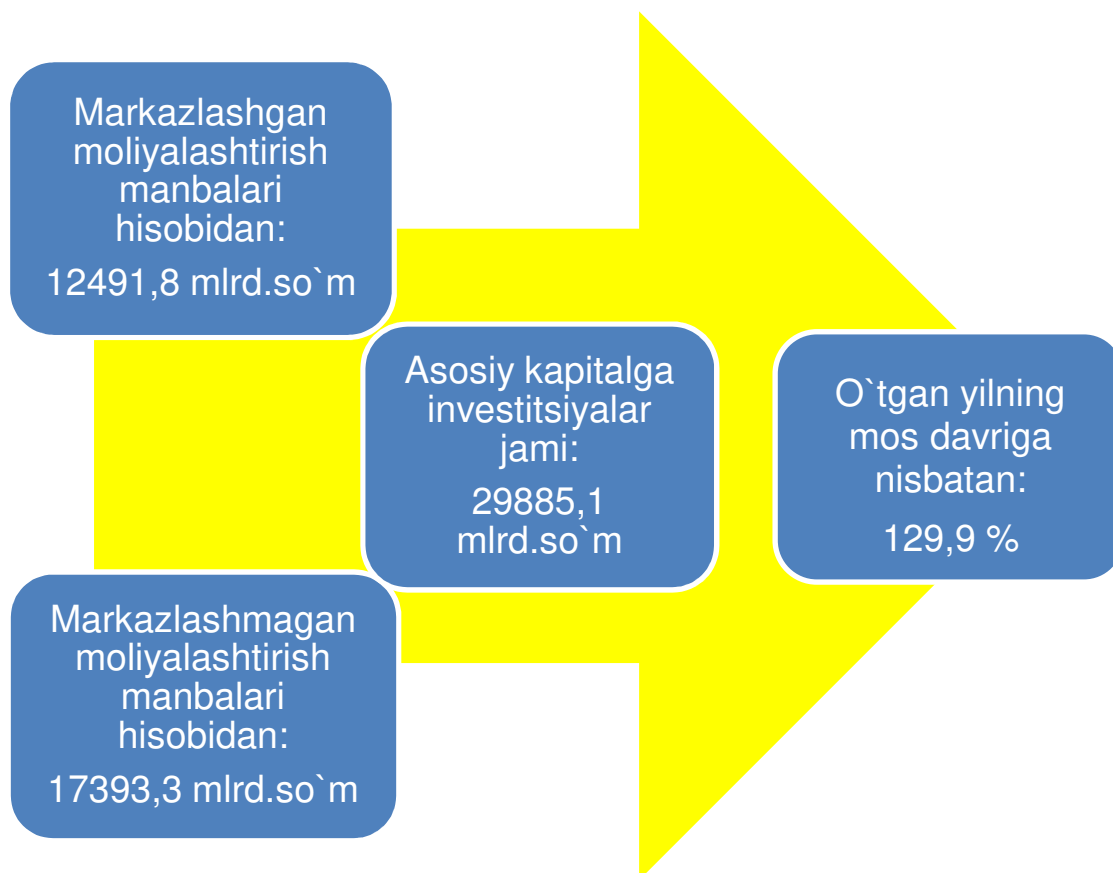 Markazlashgan
moliyalashtirish
manbalari
hisobidan:
12491,8 mlrd.so`m
Asosiy kapitalga
investitsiyalar
jami:
29885,1
mlrd.so`m
O`tgan yilning
mos davriga
nisbatan:
129,9 %
Markazlashmagan
moliyalashtirish
manbalari
hisobidan:
17393,3 mlrd.so`m